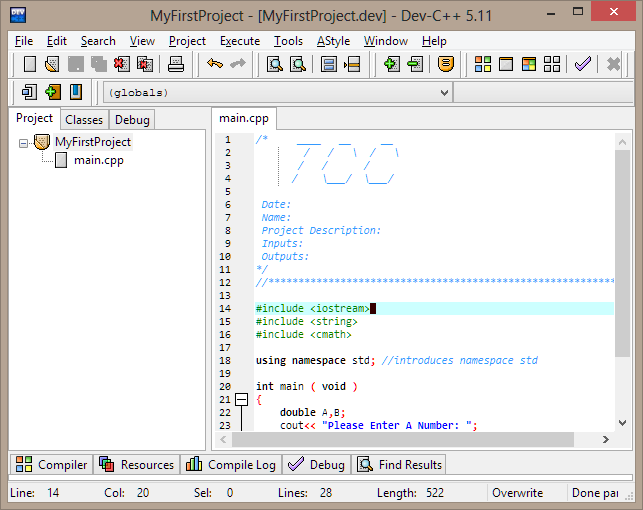 MyFirstProject - [MyFirstProject.dev] - Dev-C++ 5.11
File Edit Search View Project Execute Tools AStyle Window Help
(globals)
Project Classes Debug
MyFirstProject
main.cpp
main.cpp
1 /* ____ __ __
2 / / \ / \
3 / / /
4 / \___/ \___/
5
6 Date:
7 Name:
8 Project Description:
9 Inputs:
10 Outputs:
11 */
12 //**********************************************************
13
14 #include <iostream>
15 #include <string>
16 #include <cmath>
17
18 using namespace std; //introduces namespace std
19
20 int main ( void )
21 {
22 double A,B;
23 cout<< "Please Enter A Number: ";
Compiler Resources Compile Log Debug Find Results
Line: 14 Col: 20 Sel: 0 Lines: 28 Length: 522 Overwrite Done pa